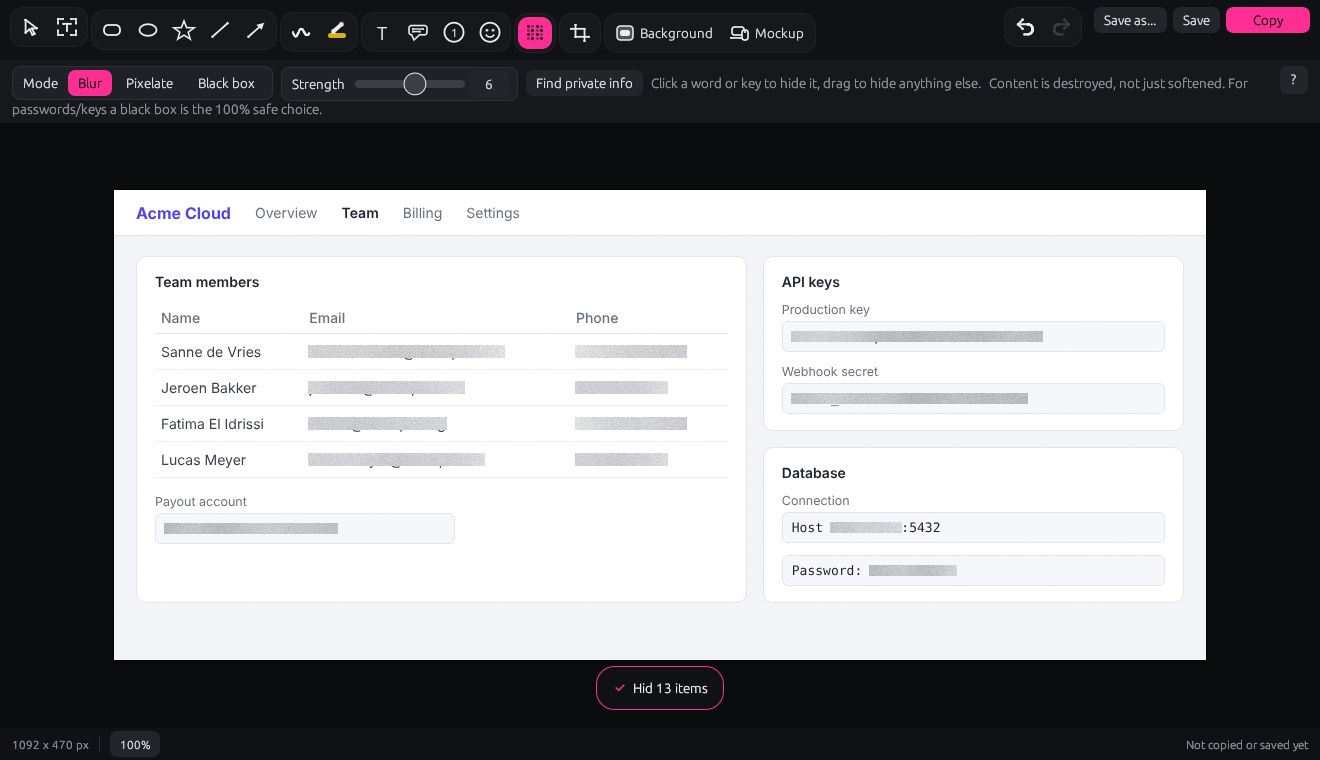 Save as...
Save
Copy
T
1
Background
Mockup
Mode
Blur
Pixelate
Black box
Strength
6
Find private info
Click a word or key to hide it, drag to hide anything else. Content is destroyed, not just softened. For
passwords/keys a black box is the 100% safe choice.
?
Acme Cloud
Overview
Team
Billing
Settings
Team members
Name Email Phone
Sanne de Vries
Jeroen Bakker
Fatima El Idrissi
Lucas Meyer
Payout account
API keys
Production key
Webhook secret
Database
Connection
Host :5432
Password:
Hid 13 items
1092 x 470 px
100%
Not copied or saved yet